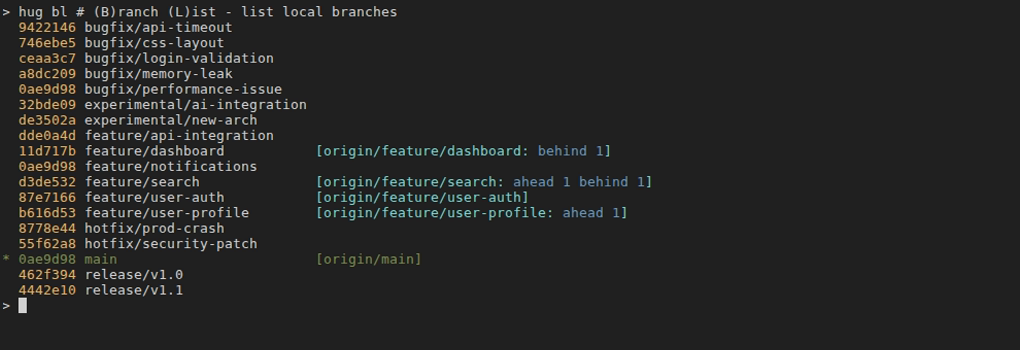 > hug bl # (B)ranch (L)ist - list local branches
  9422146 bugfix/api-timeout
  746ebe5 bugfix/css-layout
  ceaa3c7 bugfix/login-validation
  a8dc209 bugfix/memory-leak
  0ae9d98 bugfix/performance-issue
  32bde09 experimental/ai-integration
  de3502a experimental/new-arch
  dde0a4d feature/api-integration
  11d717b feature/dashboard           [origin/feature/dashboard: behind 1]
  0ae9d98 feature/notifications
  d3de532 feature/search              [origin/feature/search: ahead 1 behind 1]
  87e7166 feature/user-auth           [origin/feature/user-auth]
  b616d53 feature/user-profile        [origin/feature/user-profile: ahead 1]
  8778e44 hotfix/prod-crash
  55f62a8 hotfix/security-patch
* 0ae9d98 main                        [origin/main]
  462f394 release/v1.0
  4442e10 release/v1.1
>